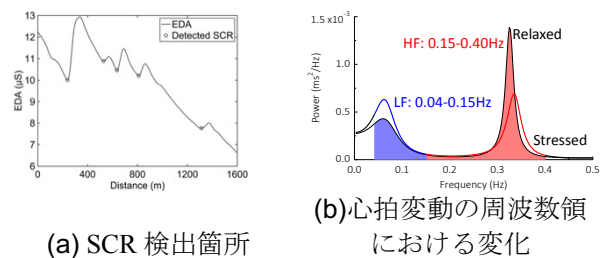 13
12
11
10
9
8
7
6
EDA (μS)
EDA
Detected SCR
0
400
800
1200
1600
Distance (m)
(a) SCR 検出箇所
1.5 x10⁻³
1.0
0.5
0.0
Power (ms²/Hz)
HF: 0.15-0.40Hz
Relaxed
LF: 0.04-0.15Hz
Stressed
0.0
0.1
0.2
0.3
0.4
0.5
Frequency (Hz)
(b)心拍変動の周波数領
における変化